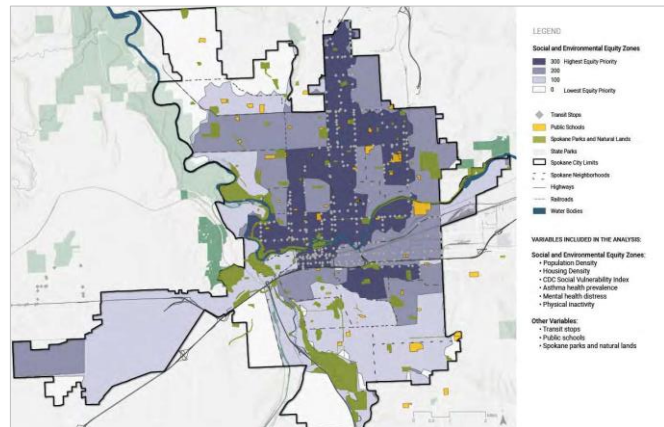 LEGEND
Social and Environmental Equity Zones
300 Highest Equity Priority
200
100
0 Lowest Equity Priority
Transit Stops
Public Schools
Spokane Parks and Natural Lands
State Parks
Spokane City Limits
Spokane Neighborhoods
Highways
Railroads
Water Bodies
VARIABLES INCLUDED IN THE ANALYSIS:
Social and Environmental Equity Zones:
• Population Density
• Housing Density
• CDC Social Vulnerability Index
• Asthma health prevalence
• Mental health distress
• Physical inactivity
Other Variables:
• Transit stops
• Public schools
• Spokane parks and natural lands
Miles